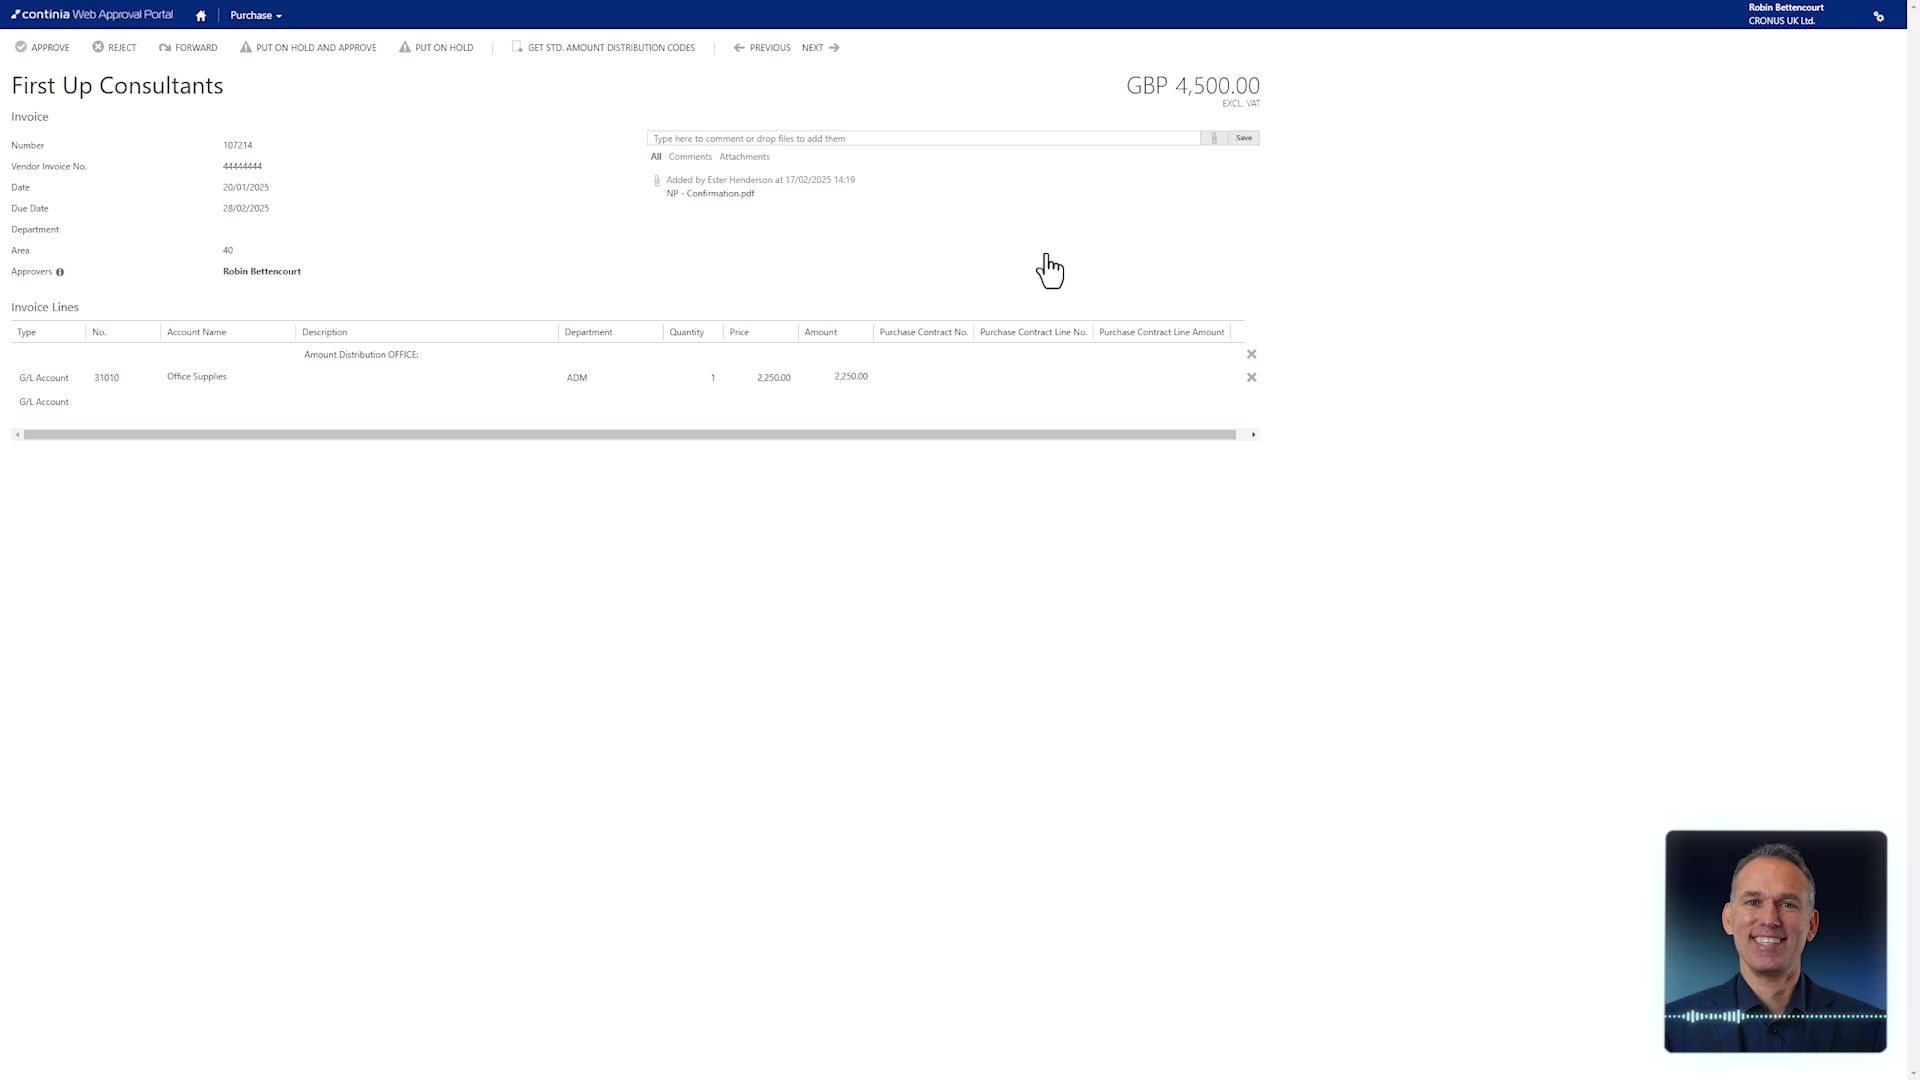 continia Web Approval Portal
Purchase
Robin Bettencourt
CRONUS UK Ltd.
APPROVE
REJECT
FORWARD
PUT ON HOLD AND APPROVE
PUT ON HOLD
GET STD. AMOUNT DISTRIBUTION CODES
PREVIOUS
NEXT
First Up Consultants
GBP 4,500.00
EXCL. VAT
Invoice
Number 107214
Vendor Invoice No. 44444444
Date 20/01/2025
Due Date 28/02/2025
Department
Area 40
Approvers Robin Bettencourt
Type here to comment or drop files to add them
Save
All Comments Attachments
Added by Ester Henderson at 17/02/2025 14:19
NP - Confirmation.pdf
Invoice Lines
Type No. Account Name Description Department Quantity Price Amount Purchase Contract No. Purchase Contract Line No. Purchase Contract Line Amount
Amount Distribution OFFICE:
G/L Account 31010 Office Supplies ADM 1 2,250.00 2,250.00
G/L Account